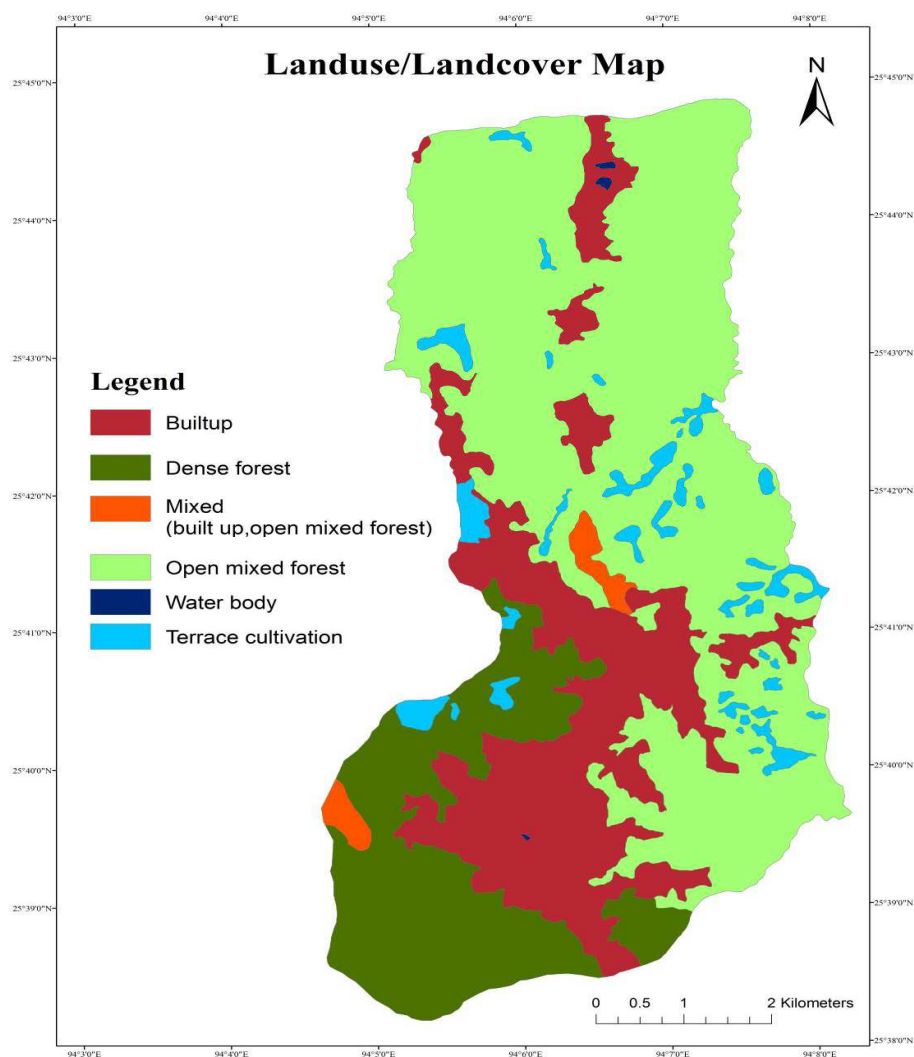 94°3'0"E 94°4'0"E 94°5'0"E 94°6'0"E 94°7'0"E 94°8'0"E
Landuse/Landcover Map
N
25°45'0"N 25°45'0"N
25°44'0"N 25°44'0"N
25°43'0"N 25°43'0"N
Legend
Builtup
Dense forest
25°42'0"N 25°42'0"N
Mixed
(built up,open mixed forest)
Open mixed forest
Water body
Terrace cultivation
25°41'0"N 25°41'0"N
25°40'0"N 25°40'0"N
25°39'0"N 25°39'0"N
0 0.5 1 2 Kilometers
25°38'0"N
94°3'0"E 94°4'0"E 94°5'0"E 94°6'0"E 94°7'0"E 94°8'0"E